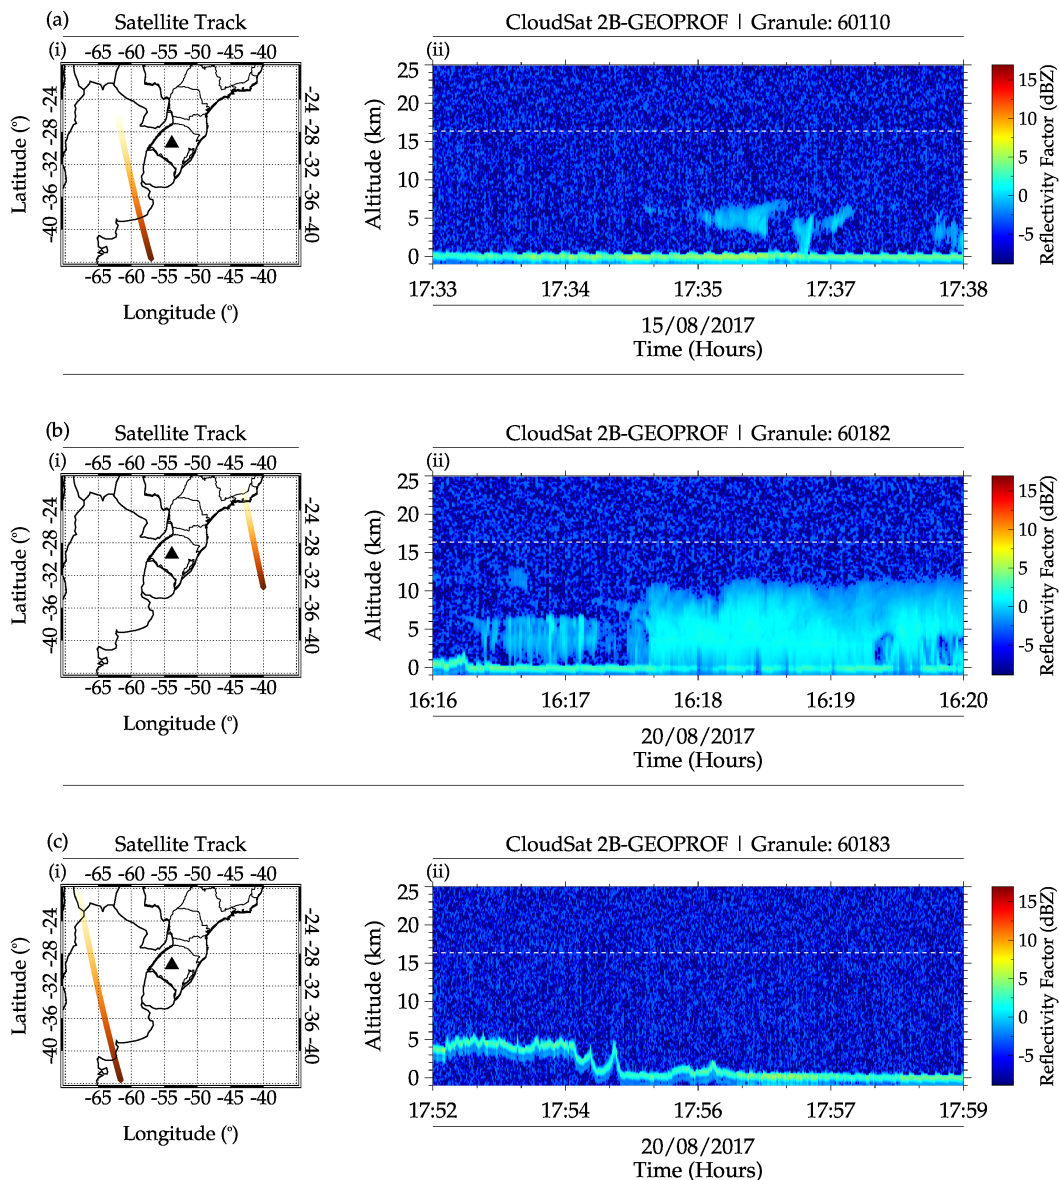 (a) Satellite Track
CloudSat 2B-GEOPROF | Granule: 60110
(i)
-65 -60 -55 -50 -45 -40
-24
-28
-32
-36
-40
-24
-28
-32
-36
-40
Latitude (°)
-65 -60 -55 -50 -45 -40
Longitude (°)
(ii)
25
20
15
10
5
0
Altitude (km)
17:33 17:34 17:35 17:37 17:38
15/08/2017
Time (Hours)
15
10
5
0
-5
Reflectivity Factor (dBZ)
(b) Satellite Track
CloudSat 2B-GEOPROF | Granule: 60182
(i)
-65 -60 -55 -50 -45 -40
-24
-28
-32
-36
-40
-24
-28
-32
-36
-40
Latitude (°)
-65 -60 -55 -50 -45 -40
Longitude (°)
(ii)
25
20
15
10
5
0
Altitude (km)
16:16 16:17 16:18 16:19 16:20
20/08/2017
Time (Hours)
15
10
5
0
-5
Reflectivity Factor (dBZ)
(c) Satellite Track
CloudSat 2B-GEOPROF | Granule: 60183
(i)
-65 -60 -55 -50 -45 -40
-24
-28
-32
-36
-40
-24
-28
-32
-36
-40
Latitude (°)
-65 -60 -55 -50 -45 -40
Longitude (°)
(ii)
25
20
15
10
5
0
Altitude (km)
17:52 17:54 17:56 17:57 17:59
20/08/2017
Time (Hours)
15
10
5
0
-5
Reflectivity Factor (dBZ)